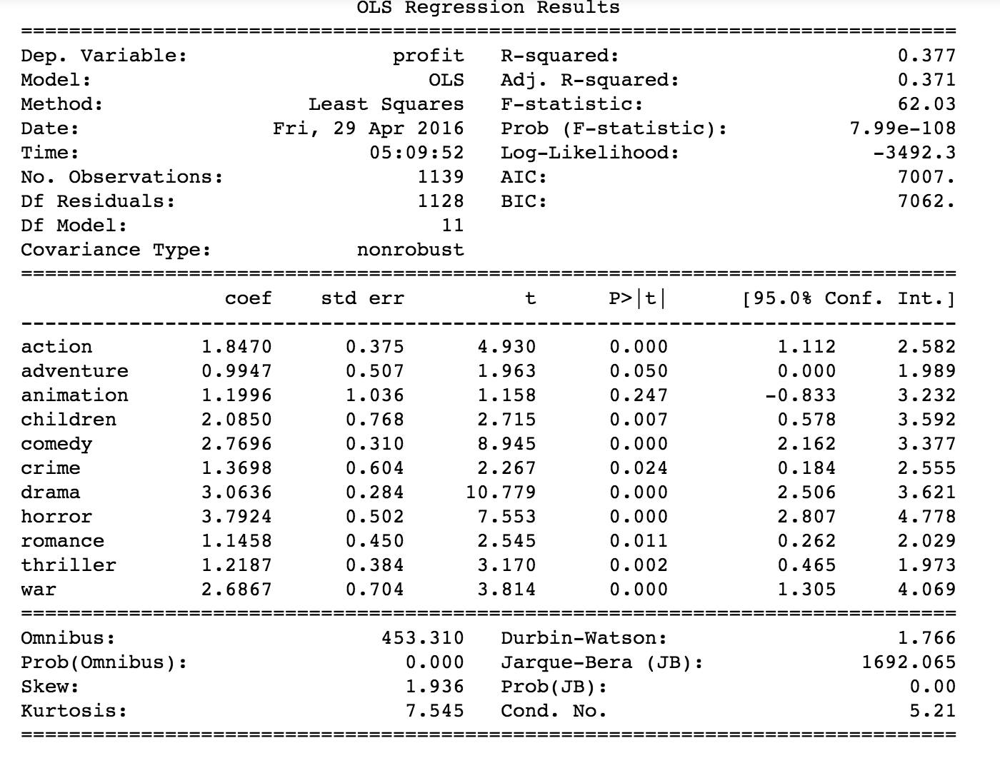 OLS Regression Results
==============================================================================
Dep. Variable:                 profit   R-squared:                       0.377
Model:                            OLS   Adj. R-squared:                  0.371
Method:                 Least Squares   F-statistic:                     62.03
Date:                Fri, 29 Apr 2016   Prob (F-statistic):          7.99e-108
Time:                        05:09:52   Log-Likelihood:                -3492.3
No. Observations:                1139   AIC:                             7007.
Df Residuals:                    1128   BIC:                             7062.
Df Model:                          11
Covariance Type:            nonrobust
==============================================================================
                 coef    std err          t      P>|t|      [95.0% Conf. Int.]
------------------------------------------------------------------------------
action         1.8470      0.375      4.930      0.000         1.112     2.582
adventure      0.9947      0.507      1.963      0.050         0.000     1.989
animation      1.1996      1.036      1.158      0.247        -0.833     3.232
children       2.0850      0.768      2.715      0.007         0.578     3.592
comedy         2.7696      0.310      8.945      0.000         2.162     3.377
crime          1.3698      0.604      2.267      0.024         0.184     2.555
drama          3.0636      0.284     10.779      0.000         2.506     3.621
horror         3.7924      0.502      7.553      0.000         2.807     4.778
romance        1.1458      0.450      2.545      0.011         0.262     2.029
thriller       1.2187      0.384      3.170      0.002         0.465     1.973
war            2.6867      0.704      3.814      0.000         1.305     4.069
==============================================================================
Omnibus:                      453.310   Durbin-Watson:                   1.766
Prob(Omnibus):                  0.000   Jarque-Bera (JB):             1692.065
Skew:                           1.936   Prob(JB):                         0.00
Kurtosis:                       7.545   Cond. No.                         5.21
==============================================================================